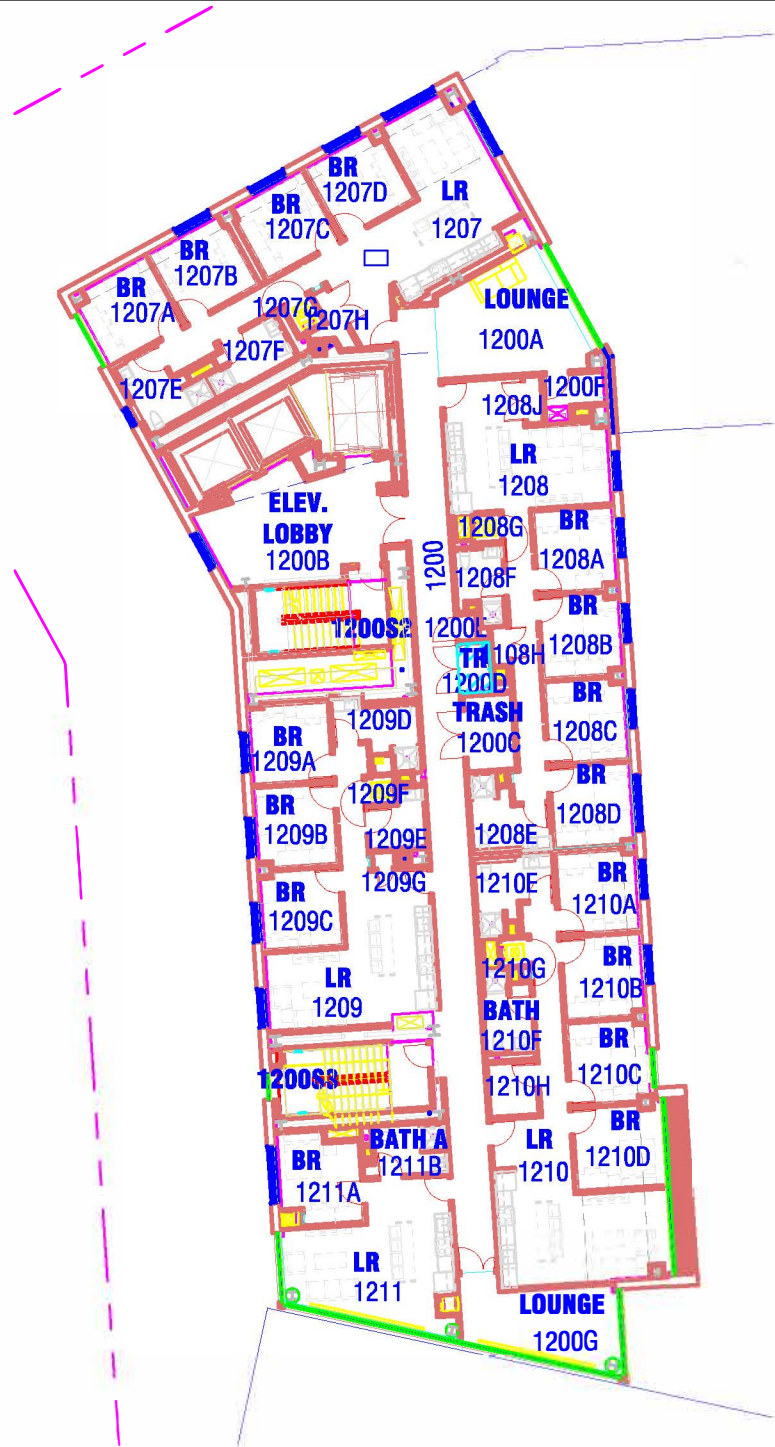 BR
1207D
BR
1207C
LR
1207
BR
1207B
BR
1207A
1207G
1207H
1207F
1207E
LOUNGE
1200A
1200F
1208J
LR
1208
ELEV.
LOBBY
1200B
1200
1208G
BR
1208A
1208F
1200S2
1200L
BR
1208B
108H
TR
1200D
TRASH
1200C
BR
1208C
1209D
BR
1209A
BR
1208D
1209F
BR
1209B
1209E
1208E
1209G
1210E
BR
1210A
BR
1209C
LR
1209
1210G
BR
1210B
BATH
1210F
BR
1210C
1200S3
1210H
LR
1210
BR
1210D
BATH A
1211B
BR
1211A
LR
1211
LOUNGE
1200G